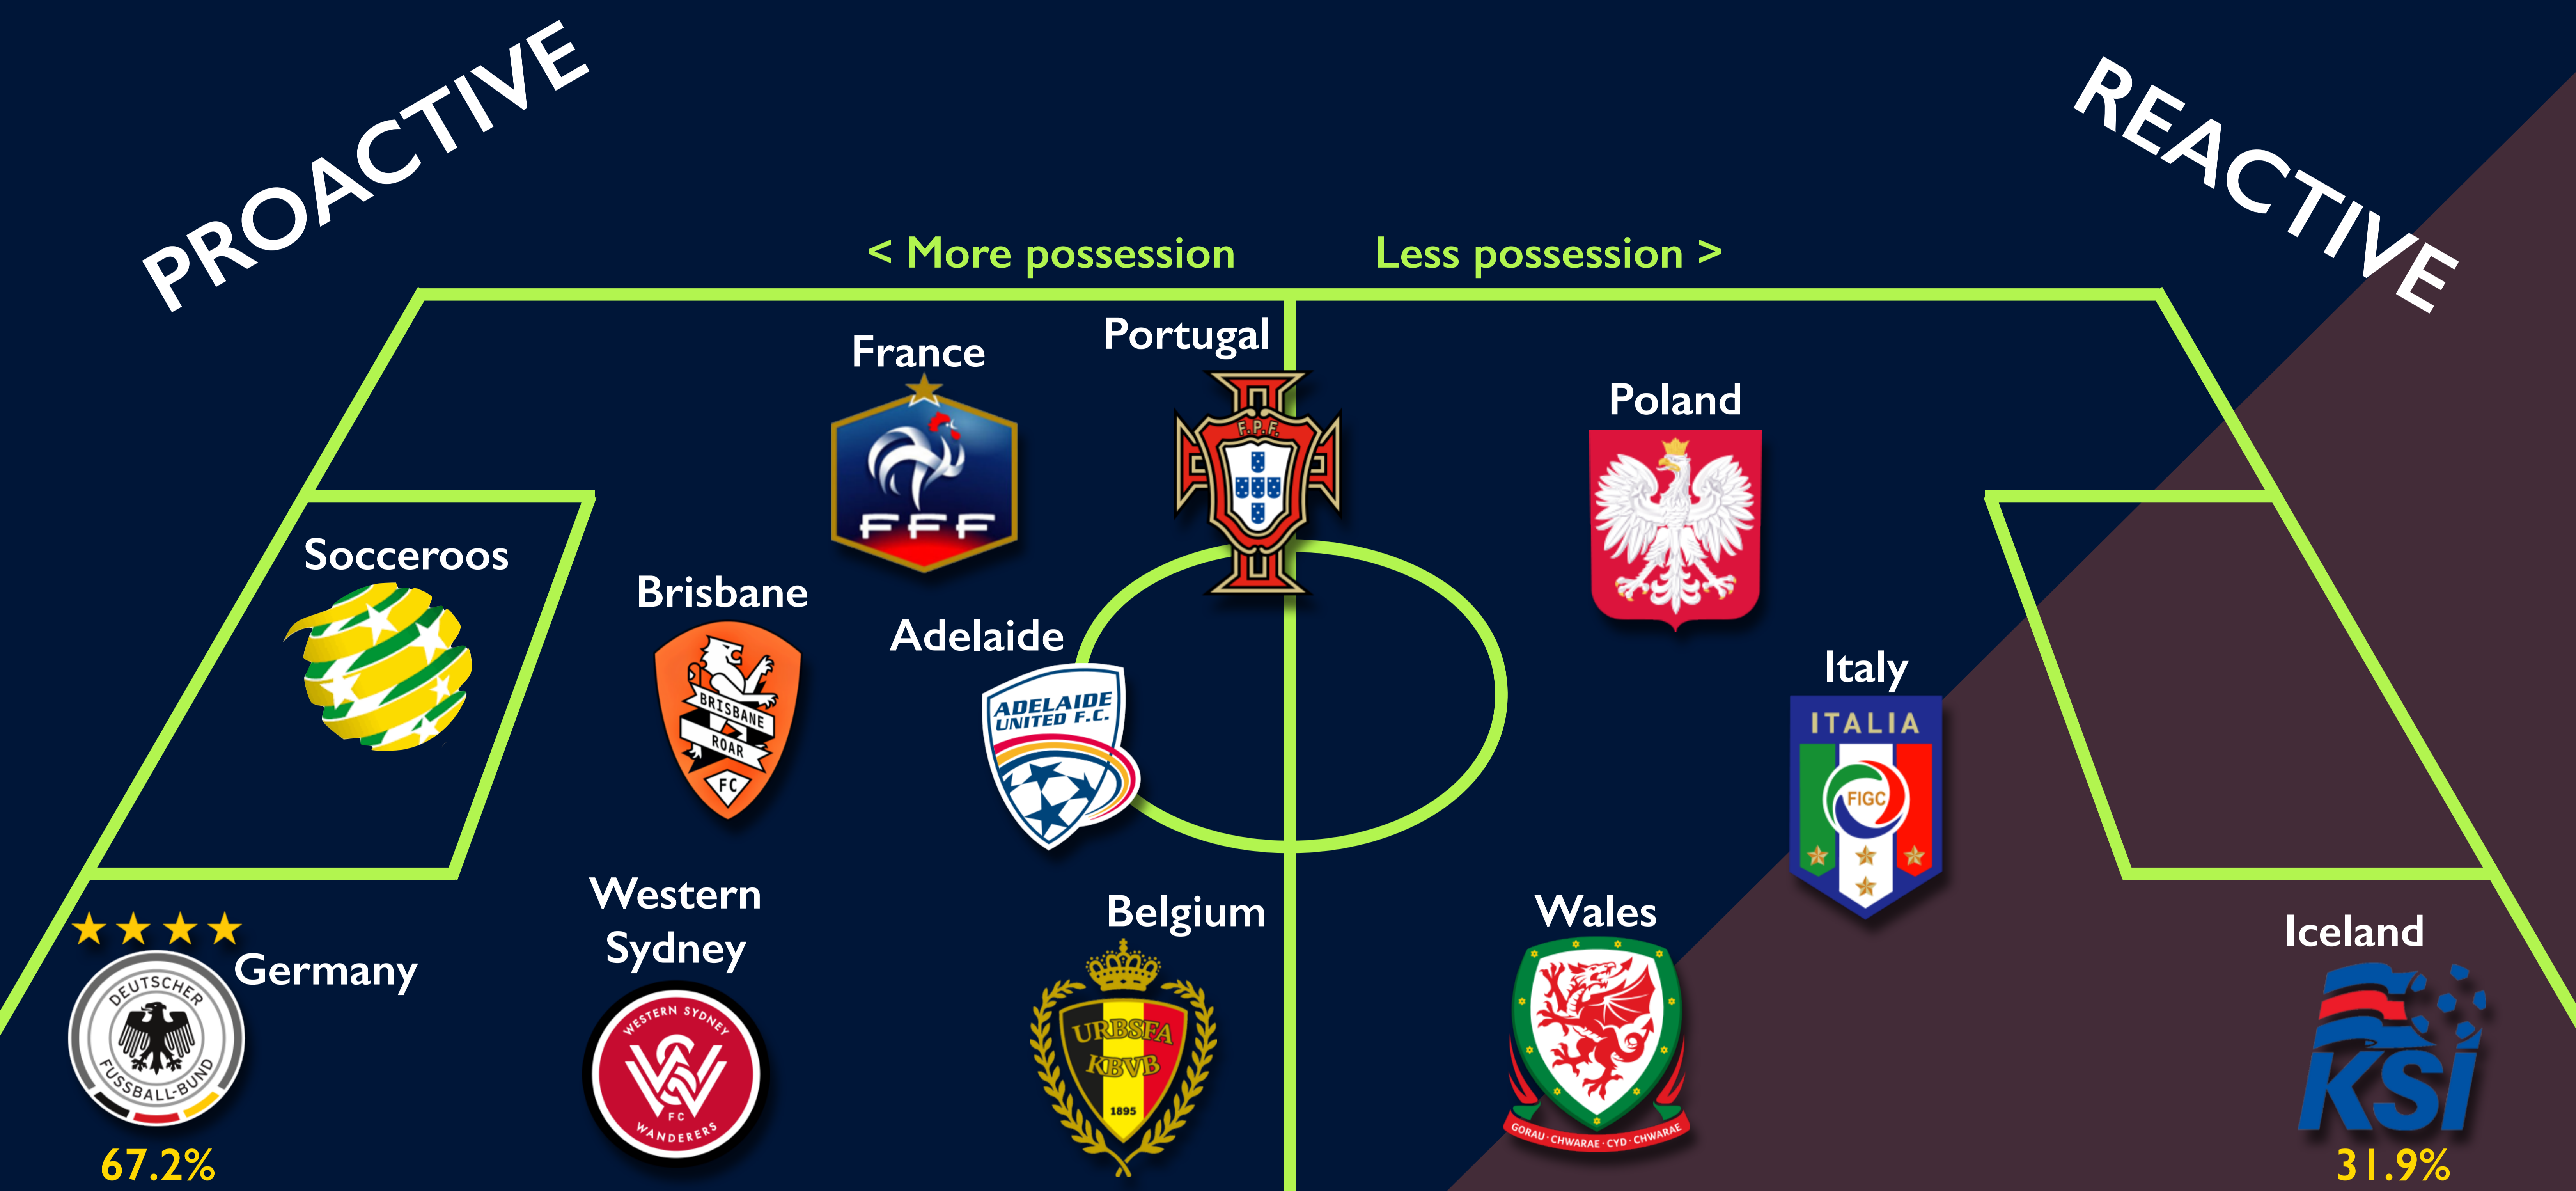 PROACTIVE
REACTIVE
< More possession
Less possession >
France
FFF
Portugal
F.P.F.
Poland
Socceroos
Brisbane
BRISBANE
ROAR
FC
Adelaide
ADELAIDE
UNITED F.C.
Italy
ITALIA
FIGC
Germany
DEUTSCHER
FUSSBALL-BUND
67.2%
Western
Sydney
WESTERN SYDNEY
WSW
FC
WANDERERS
Belgium
URBSFA
KBVB
1895
Wales
GORAU · CHWARAE · CYD · CHWARAE
Iceland
KSI
31.9%